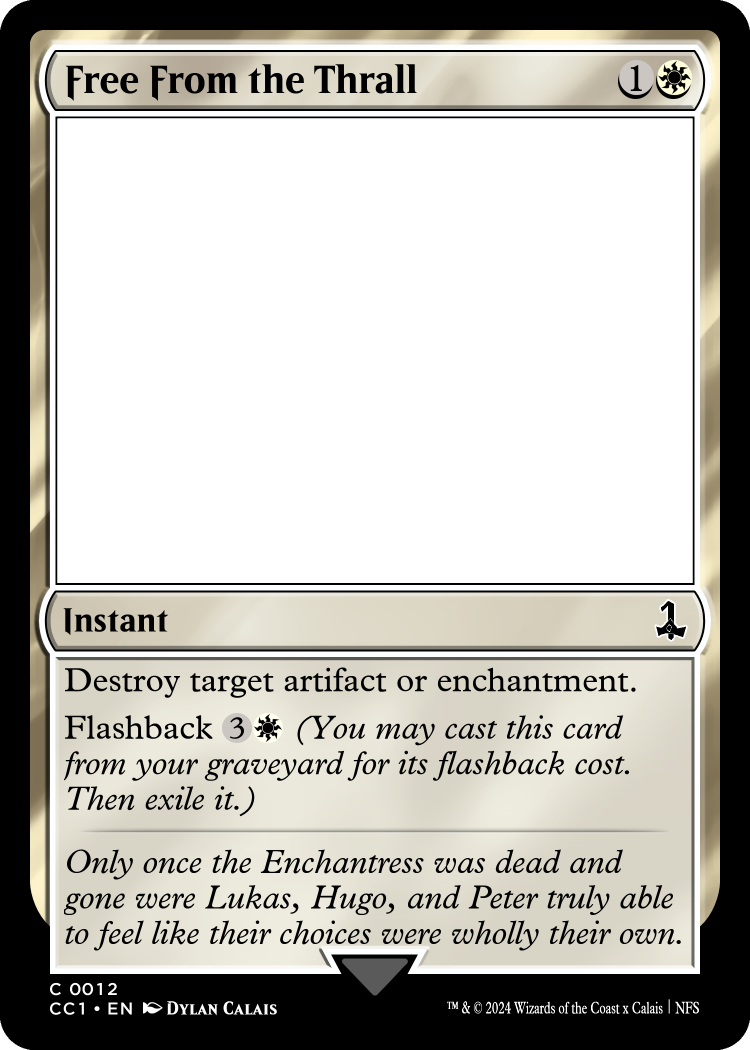 Free From the Thrall 1
Instant
Destroy target artifact or enchantment.
Flashback 3 (You may cast this card
from your graveyard for its flashback cost.
Then exile it.)
Only once the Enchantress was dead and
gone were Lukas, Hugo, and Peter truly able
to feel like their choices were wholly their own.
C 0012
CC1 • EN Dylan Calais
™ & © 2024 Wizards of the Coast x Calais | NFS